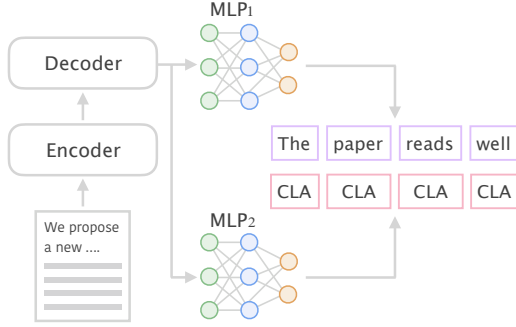 MLP1
Decoder
Encoder
The paper reads well
CLA CLA CLA CLA
We propose
a new ....
MLP2